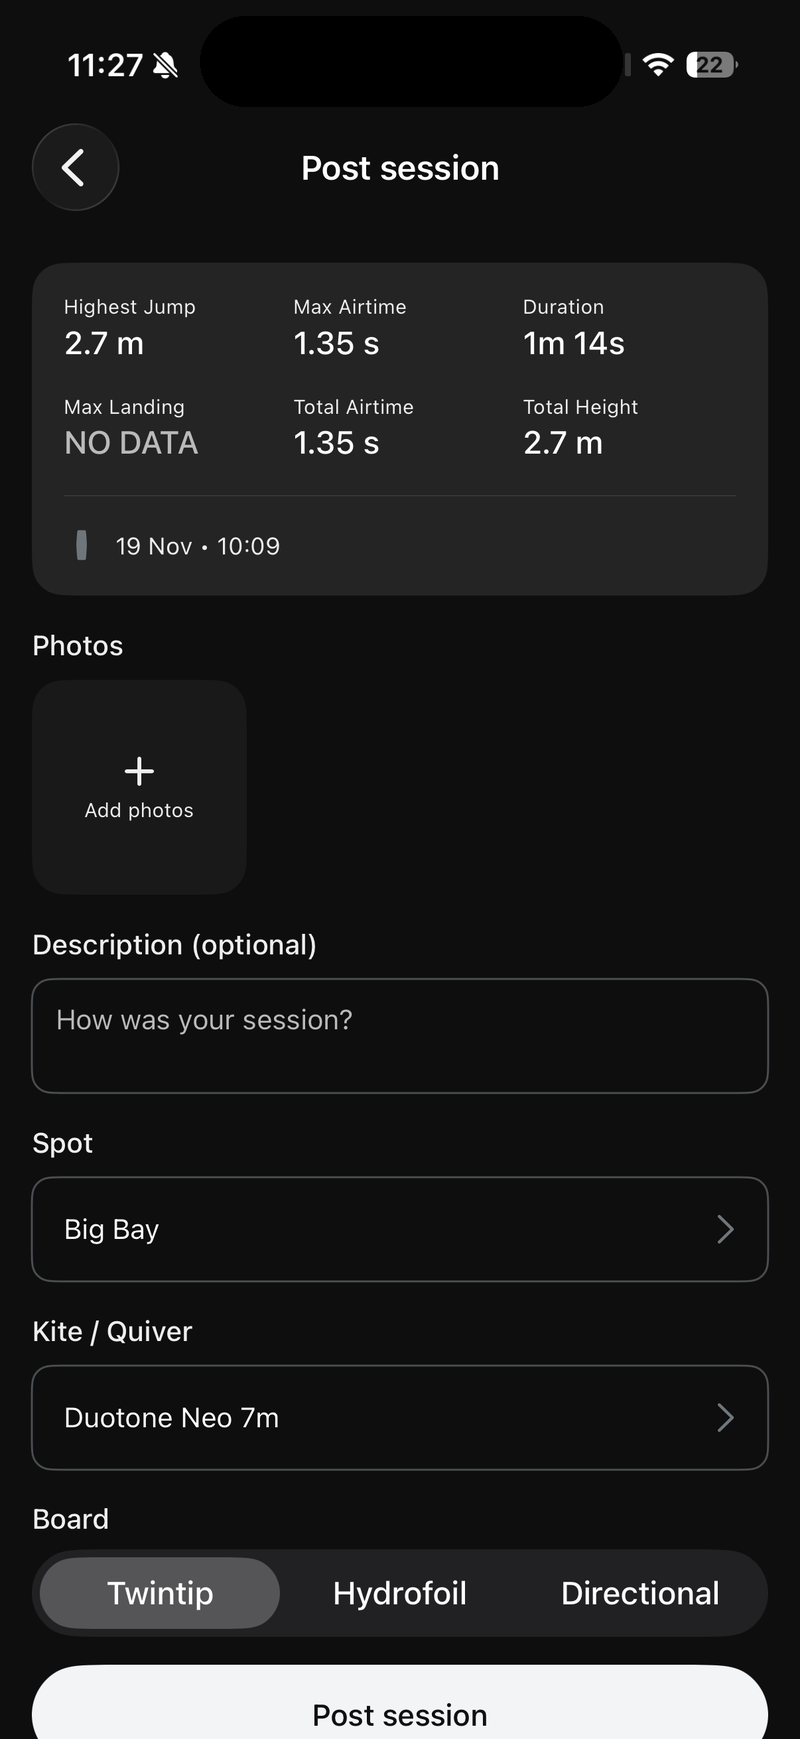 11:27
22
Post session
Highest Jump
2.7 m
Max Airtime
1.35 s
Duration
1m 14s
Max Landing
NO DATA
Total Airtime
1.35 s
Total Height
2.7 m
19 Nov • 10:09
Photos
Add photos
Description (optional)
How was your session?
Spot
Big Bay
Kite / Quiver
Duotone Neo 7m
Board
Twintip
Hydrofoil
Directional
Post session